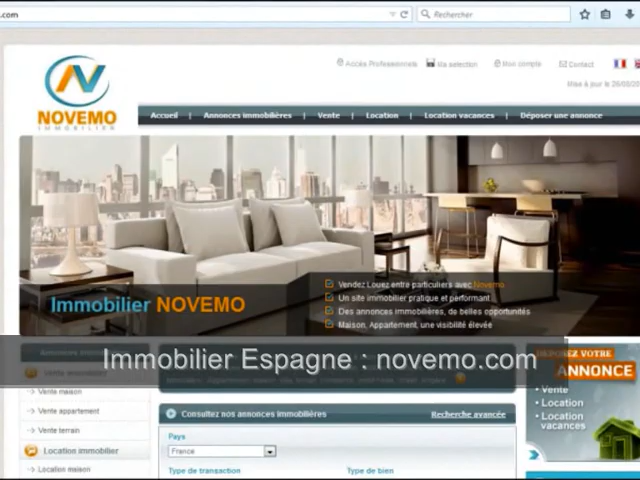 .com
Rechercher
Accès Professionnels
Ma selection
Mon compte
Contact
NOVEMO
IMMOBILIER
Accueil | Annonces immobilières | Vente | Location | Location vacances | Déposer une annonce
Immobilier NOVEMO
Vendez Louez entre particuliers avec Novemo
Un site immobilier pratique et performant
Des annonces immobilières, de belles opportunités
Maison, Appartement, une visibilité élevée
Immobilier Espagne : novemo.com
DÉPOSEZ VOTRE
ANNONCE
• Vente
• Location
• Location
vacances
Vente maison
Vente appartement
Vente terrain
Location immobilier
Location maison
Consultez nos annonces immobilières
Recherche avancée
Pays
France
Type de transaction
Type de bien